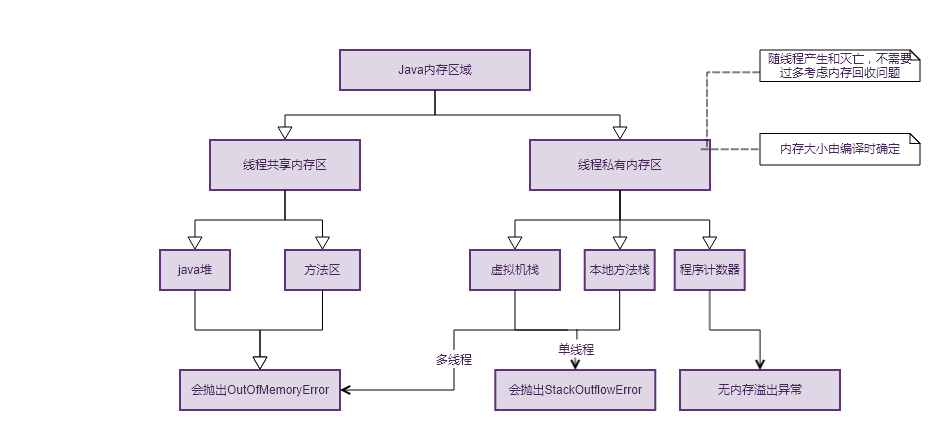 Java内存区域
随线程产生和灭亡，不需要
过多考虑内存回收问题
内存大小由编译时确定
线程共享内存区
线程私有内存区
java堆
方法区
虚拟机栈
本地方法栈
程序计数器
多线程
单线程
会抛出OutOfMemoryError
会抛出StackOutflowError
无内存溢出异常